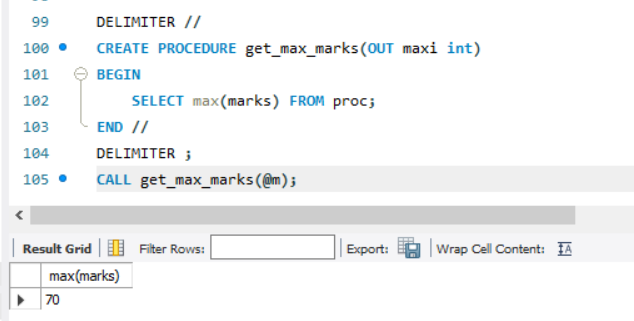 99 DELIMITER //
100 CREATE PROCEDURE get_max_marks(OUT maxi int)
101 BEGIN
102 SELECT max(marks) FROM proc;
103 END //
104 DELIMITER ;
105 CALL get_max_marks(@m);
Result Grid Filter Rows: Export: Wrap Cell Content: IA
max(marks)
70